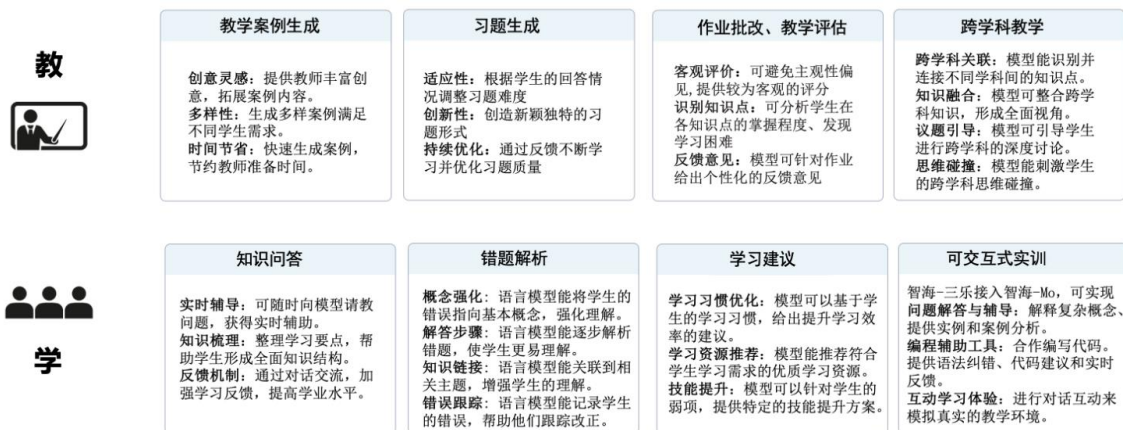 教
教学案例生成
创意灵感：提供教师丰富创
意，拓展案例内容。
多样性：生成多样案例满足
不同学生需求。
时间节省：快速生成案例，
节约教师准备时间。
习题生成
适应性：根据学生的回答情
况调整习题难度
创新性：创造新颖独特的习
题形式
持续优化：通过反馈不断学
习并优化习题质量
作业批改、教学评估
客观评价：可避免主观性偏
见,提供较为客观的评分
识别知识点：可分析学生在
各知识点的掌握程度、发现
学习困难
反馈意见：模型可针对作业
给出个性化的反馈意见
跨学科教学
跨学科关联：模型能识别并
连接不同学科间的知识点。
知识融合：模型可整合跨学
科知识，形成全面视角。
议题引导：模型可引导学生
进行跨学科的深度讨论。
思维碰撞：模型能刺激学生
的跨学科思维碰撞。
学
知识问答
实时辅导：可随时向模型请教
问题，获得实时辅助。
知识梳理：整理学习要点，帮
助学生形成全面知识结构。
反馈机制：通过对话交流，加
强学习反馈，提高学业水平。
错题解析
概念强化：语言模型能将学生的
错误指向基本概念，强化理解。
解答步骤：语言模型能逐步解析
错题，使学生更易理解。
知识链接：语言模型能关联到相
关主题，增强学生的理解。
错误跟踪：语言模型能记录学生
的错误，帮助他们跟踪改正。
学习建议
学习习惯优化：模型可以基于学
生的学习习惯，给出提升学习效
率的建议。
学习资源推荐：模型能推荐符合
学生学习需求的优质学习资源。
技能提升：模型可以针对学生的
弱项，提供特定的技能提升方案。
可交互式实训
智海-三乐接入智海-Mo，可实现
问题解答与辅导：解释复杂概念、
提供实例和案例分析。
编程辅助工具：合作编写代码。
提供语法纠错、代码建议和实时
反馈。
互动学习体验：进行对话互动来
模拟真实的教学环境。